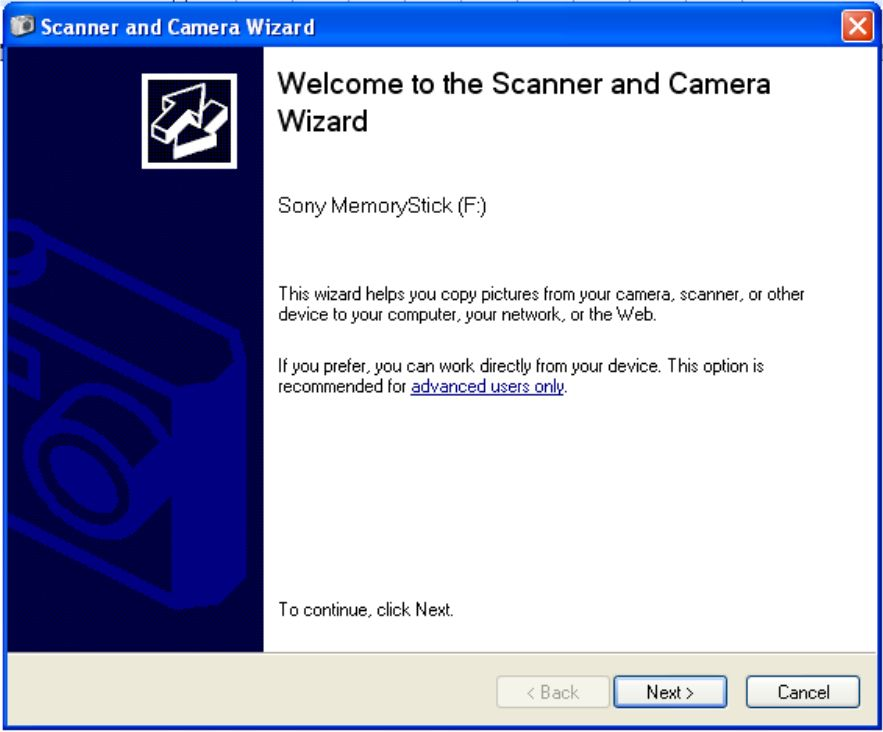 Scanner and Camera Wizard
Welcome to the Scanner and Camera
Wizard
Sony MemoryStick (F:)
This wizard helps you copy pictures from your camera, scanner, or other
device to your computer, your network, or the Web.
If you prefer, you can work directly from your device. This option is
recommended for advanced users only.
To continue, click Next.
< Back Next > Cancel